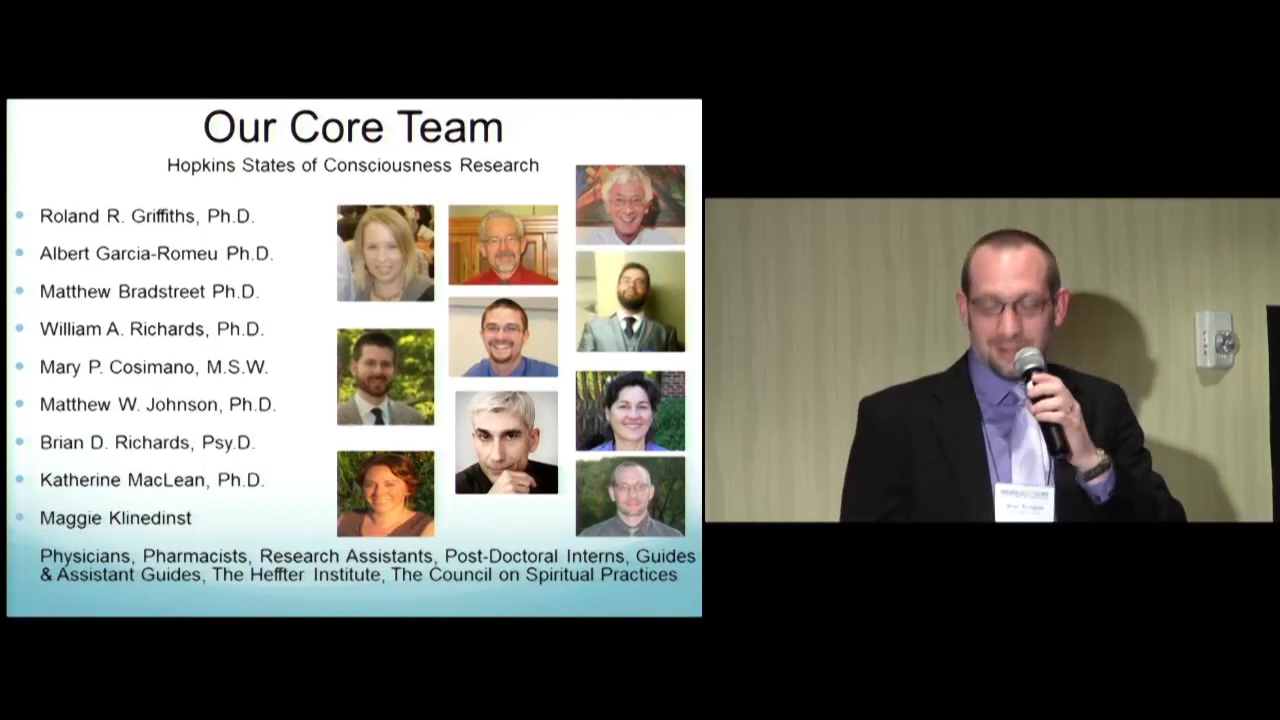 Our Core Team
Hopkins States of Consciousness Research
Roland R. Griffiths, Ph.D.
Albert Garcia-Romeu Ph.D.
Matthew Bradstreet Ph.D.
William A. Richards, Ph.D.
Mary P. Cosimano, M.S.W.
Matthew W. Johnson, Ph.D.
Brian D. Richards, Psy.D.
Katherine MacLean, Ph.D.
Maggie Klinedinst
Physicians, Pharmacists, Research Assistants, Post-Doctoral Interns, Guides
& Assistant Guides, The Heffter Institute, The Council on Spiritual Practices